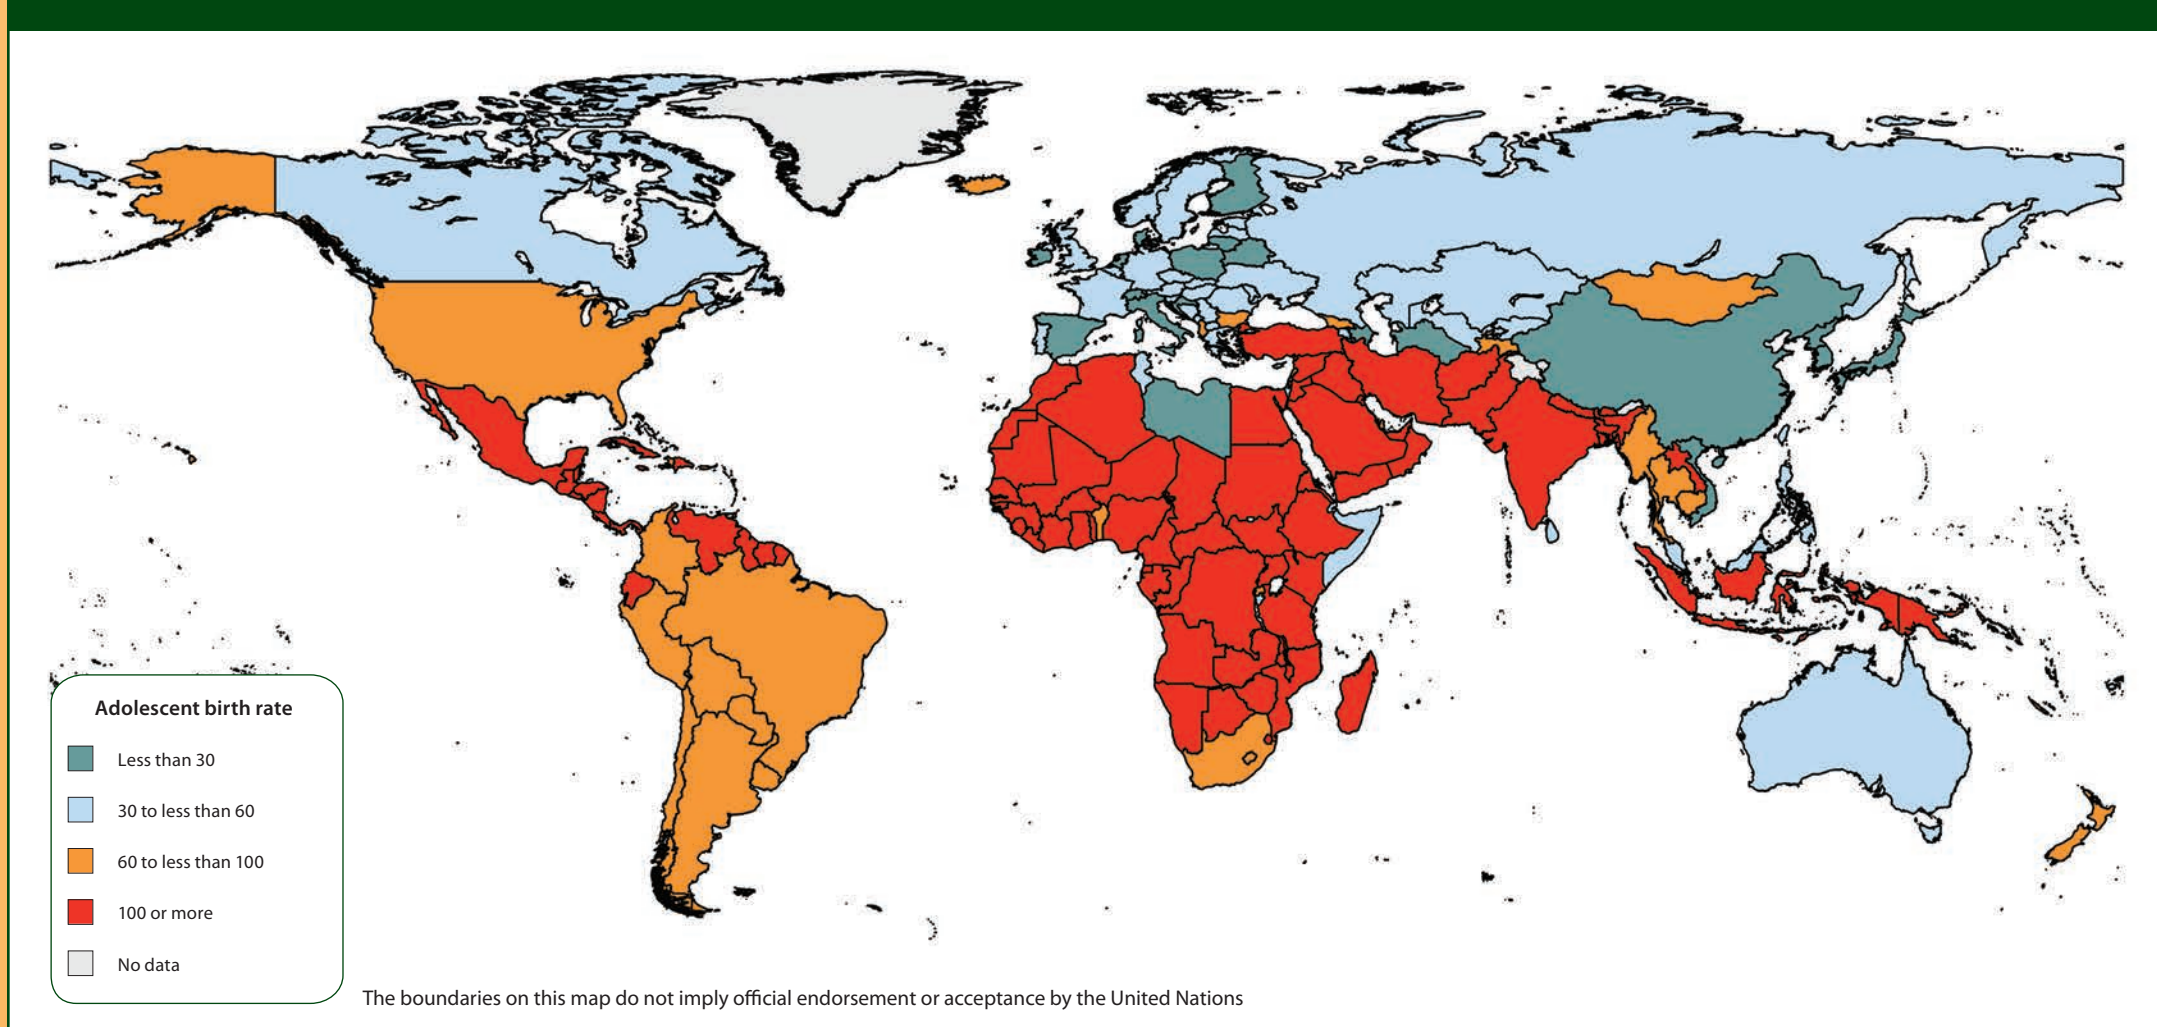 Adolescent birth rate
Less than 30
30 to less than 60
60 to less than 100
100 or more
No data
The boundaries on this map do not imply official endorsement or acceptance by the United Nations